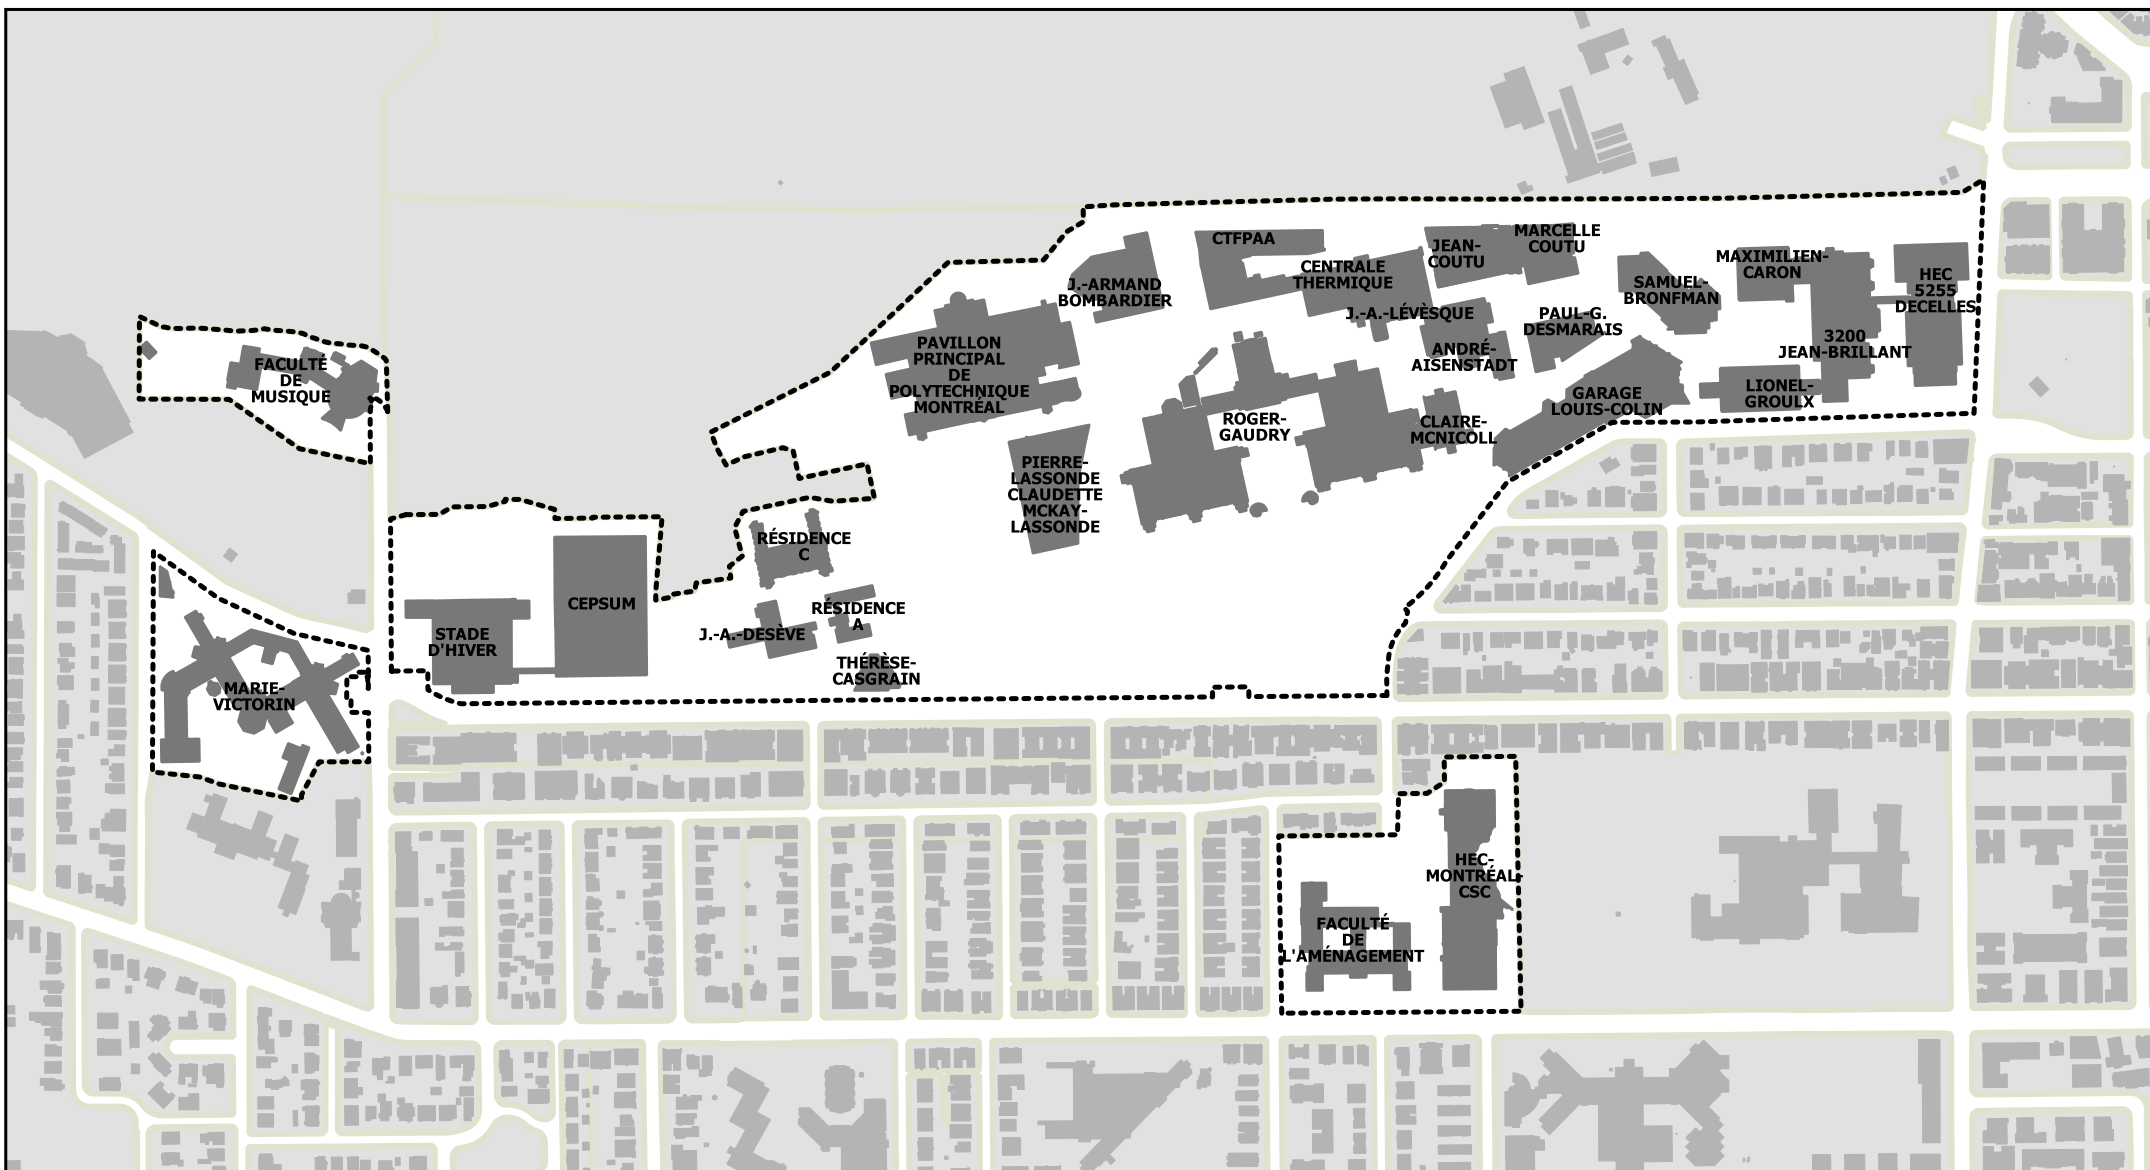 CTFPAA
MARCELLE
COUTU
JEAN-
COUTU
CENTRALE
THERMIQUE
J.-ARMAND
BOMBARDIER
SAMUEL-
BRONFMAN
MAXIMILIEN-
CARON
HEC
5255
DECELLES
J.-A.-LÉVÈSQUE
PAUL-G.
DESMARAIS
3200
JEAN-BRILLANT
ANDRÉ-
AISENSTADT
PAVILLON
PRINCIPAL
DE
POLYTECHNIQUE
MONTRÉAL
FACULTÉ
DE
MUSIQUE
LIONEL-
GROULX
GARAGE
LOUIS-COLIN
ROGER-
GAUDRY
CLAIRE-
MCNICOLL
PIERRE-
LASSONDE
CLAUDETTE
MCKAY-
LASSONDE
RÉSIDENCE
C
CEPSUM
RÉSIDENCE
A
J.-A.-DESÈVE
STADE
D'HIVER
THÉRÈSE-
CASGRAIN
MARIE-
VICTORIN
HEC-
MONTRÉAL-
CSC
FACULTÉ
DE
L'AMÉNAGEMENT